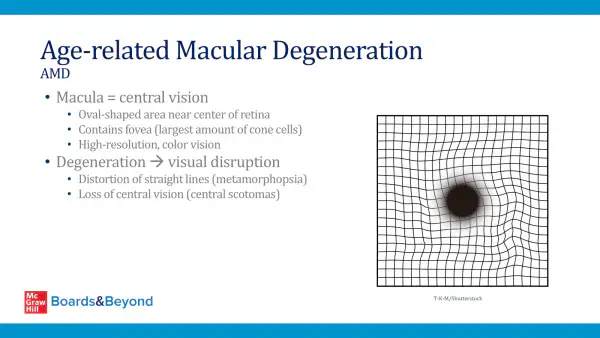 Age-related Macular Degeneration
AMD
• Macula = central vision
• Oval-shaped area near center of retina
• Contains fovea (largest amount of cone cells)
• High-resolution, color vision
• Degeneration → visual disruption
• Distortion of straight lines (metamorphopsia)
• Loss of central vision (central scotomas)
T-K-M/Shutterstock
Mc
Graw
Hill
Boards&Beyond